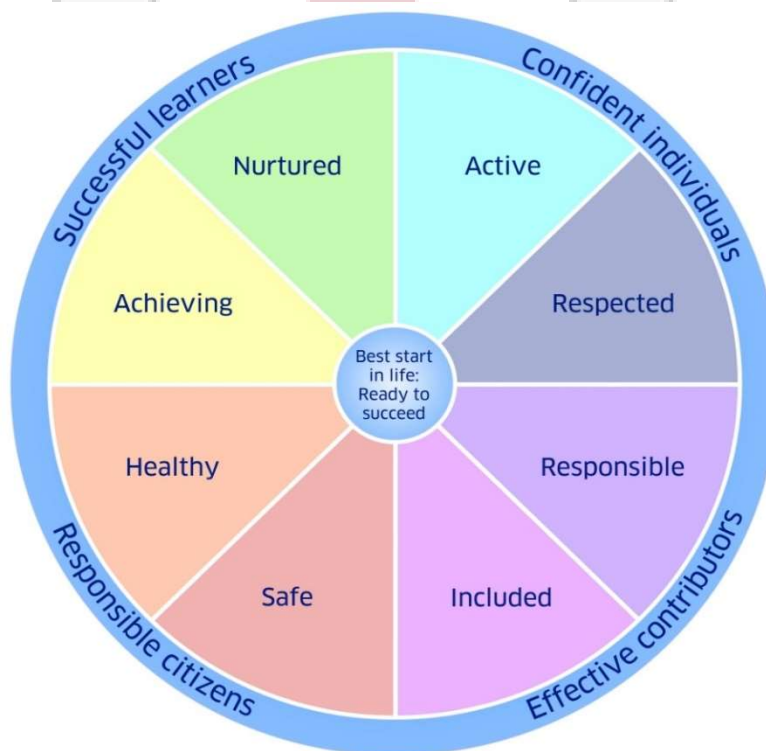 Successful learners
Confident individuals
Nurtured
Active
Achieving
Respected
Best start
in life:
Ready to
succeed
Healthy
Responsible
Safe
Included
Responsible citizens
Effective contributors